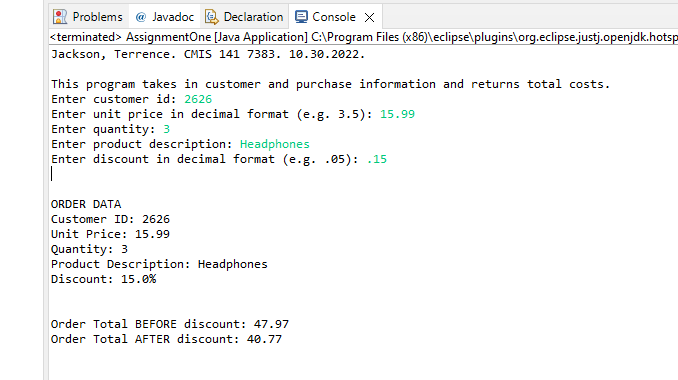 Problems @ Javadoc Declaration Console
<terminated> AssignmentOne [Java Application] C:\Program Files (x86)\eclipse\plugins\org.eclipse.justj.openjdk.hotsp
Jackson, Terrence. CMIS 141 7383. 10.30.2022.
This program takes in customer and purchase information and returns total costs.
Enter customer id: 2626
Enter unit price in decimal format (e.g. 3.5): 15.99
Enter quantity: 3
Enter product description: Headphones
Enter discount in decimal format (e.g. .05): .15
ORDER DATA
Customer ID: 2626
Unit Price: 15.99
Quantity: 3
Product Description: Headphones
Discount: 15.0%
Order Total BEFORE discount: 47.97
Order Total AFTER discount: 40.77